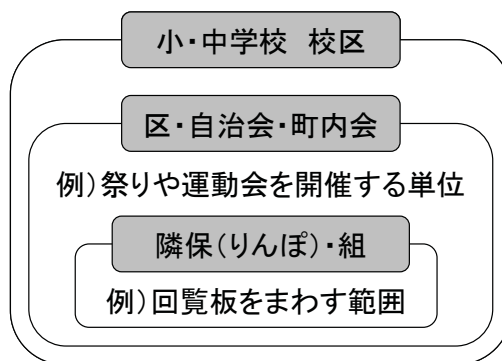 小・中学校　校区
区・自治会・町内会
例）祭りや運動会を開催する単位
隣保（りんぽ）・組
例）回覧板をまわす範囲